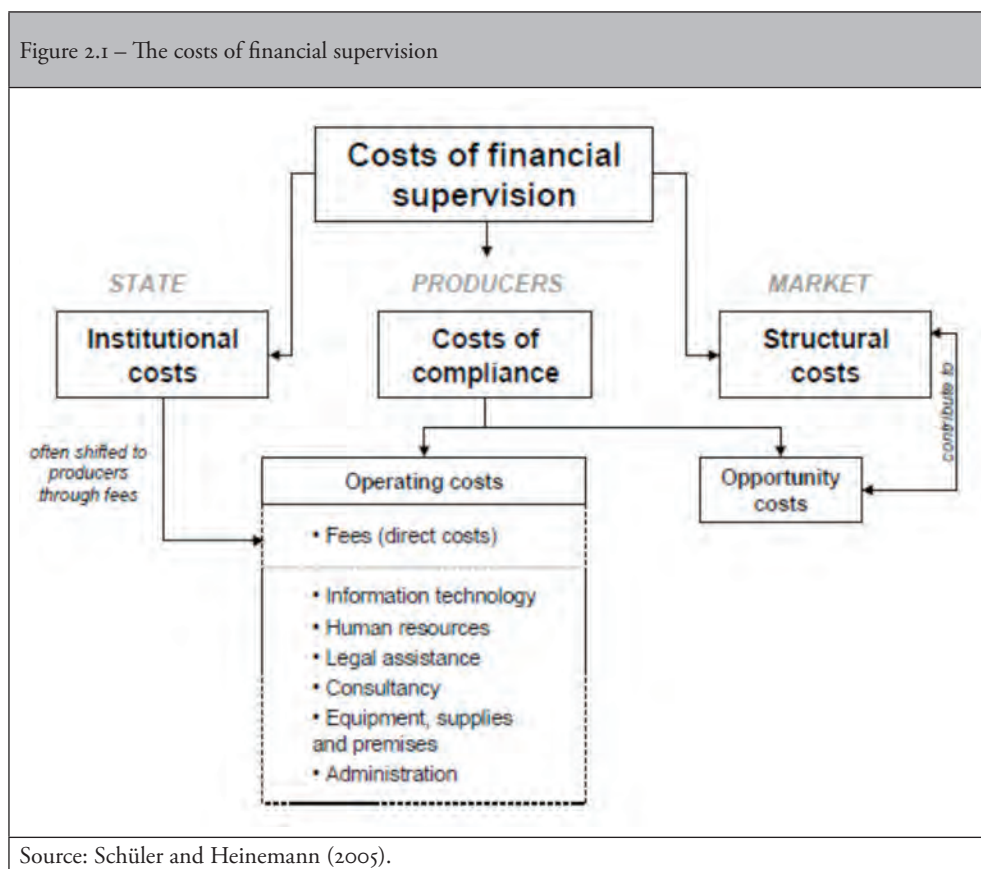 Figure 2.1 – The costs of financial supervision
Costs of financial
supervision
STATE
PRODUCERS
MARKET
Institutional
costs
Costs of
compliance
Structural
costs
contribute to
often shifted to
producers
through fees
Operating costs
Opportunity
costs
• Fees (direct costs)
• Information technology
• Human resources
• Legal assistance
• Consultancy
• Equipment, supplies
and premises
• Administration
Source: Schüler and Heinemann (2005).